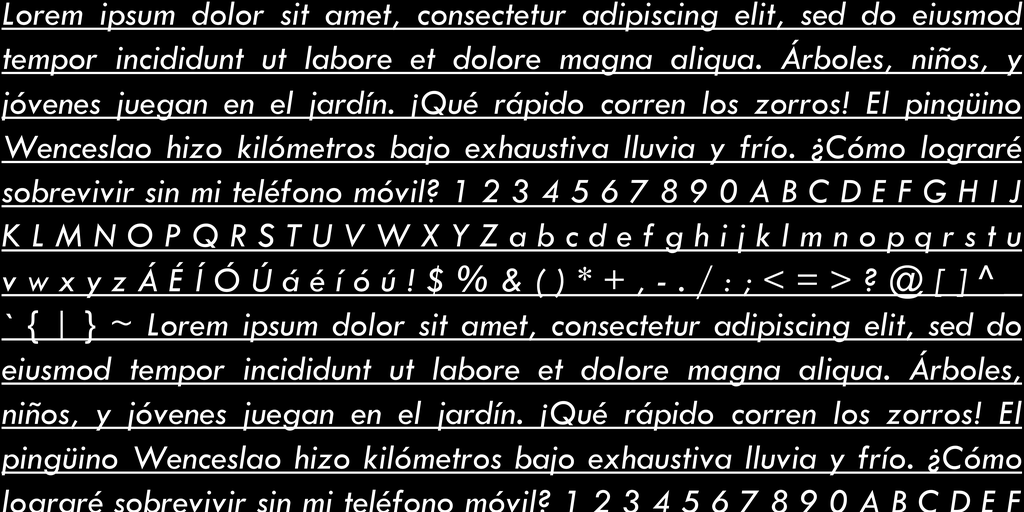 Lorem ipsum dolor sit amet, consectetur adipiscing elit, sed do eiusmod
tempor incididunt ut labore et dolore magna aliqua. Árboles, niños, y
jóvenes juegan en el jardín. ¡Qué rápido corren los zorros! El pingüino
Wenceslao hizo kilómetros bajo exhaustiva lluvia y frío. ¿Cómo lograré
sobrevivir sin mi teléfono móvil? 1 2 3 4 5 6 7 8 9 0 A B C D E F G H I J
K L M N O P Q R S T U V W X Y Z a b c d e f g h i j k l m n o p q r s t u
v w x y z Á É Í Ó Ú á é í ó ú ! $ % & ( ) * + , - . / : ; < = > ? @ [ ] ^ _
` { | } ~ Lorem ipsum dolor sit amet, consectetur adipiscing elit, sed do
eiusmod tempor incididunt ut labore et dolore magna aliqua. Árboles,
niños, y jóvenes juegan en el jardín. ¡Qué rápido corren los zorros! El
pingüino Wenceslao hizo kilómetros bajo exhaustiva lluvia y frío. ¿Cómo
lograré sobrevivir sin mi teléfono móvil? 1 2 3 4 5 6 7 8 9 0 A B C D E F